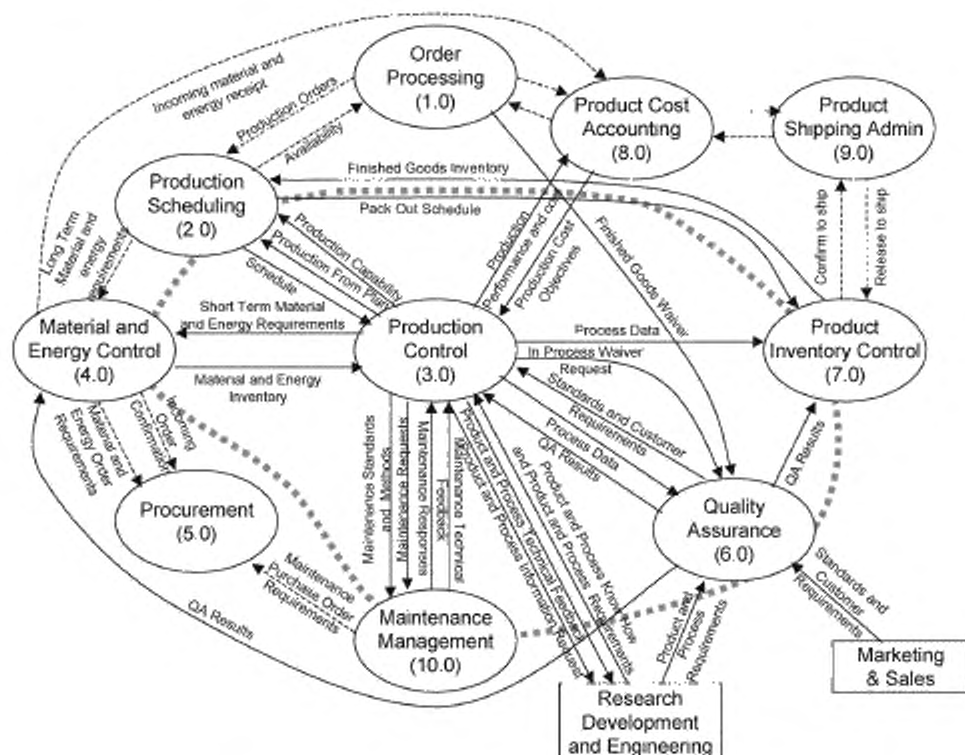 Order
Processing
(1.0)
Incoming material and
energy receipt
Production Orders
Availability
Product Cost
Accounting
(8.0)
Product
Shipping Admin
(9.0)
Production
Scheduling
(2 0)
Finished Goods Inventory
Pack Out Schedule
Long Term
Material and
energy
requirements
Production Capability
Production From Plan
Schedule
Production
Performance and
Production Cost
Objectives
Finished Goods Waiver
Confirm to ship
Release to ship
Short Term Material
and Energy Requirements
Material and
Energy Control
(4.0)
Production
Control
(3.0)
Product
Inventory Control
(7.0)
Process Data
In Process Waiver
Request
Material and Energy
Inventory
Standards and Customer
Requirements
Process Data
QA Results
Incoming
Order
Confirmation
Material and
Energy Order
Requirements
Maintenance Standards
and Methods
Maintenance Requests
Maintenance Responses
Maintenance Technical
Feedback
Product and Process Technical Feedback
Product and Process Information Request
Product and Process Know How
and Product and Process Requirements
QA Results
Quality
Assurance
(6.0)
Procurement
(5.0)
Maintenance
Purchase Order
Requirements
QA Results
Maintenance
Management
(10.0)
Product and
Process
Requirements
Standards and
Customer
Requirements
Marketing
& Sales
Research
Development
and Engineering